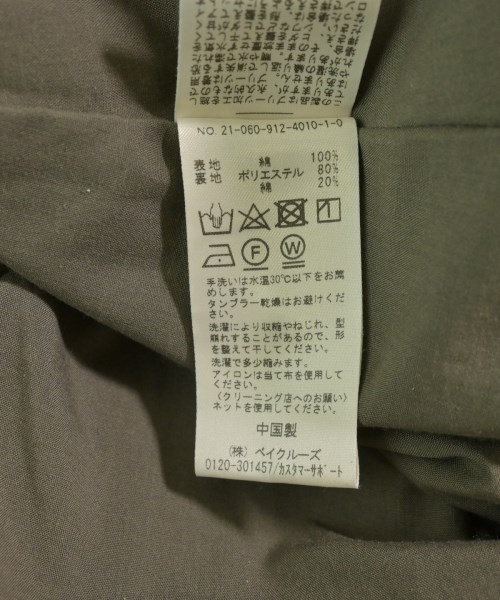 NO. 21-060-912-4010-1-0
表地 綿 100%
裏地 ポリエステル 80%
綿 20%
F W
手洗いは水温30℃以下をお薦
めします。
タンブラー乾燥はお避けくだ
さい。
洗濯により収縮やねじれ、型
崩れすることがあるので、形
を整えて干してください。
洗濯で多少縮みます。
アイロンは当て布を使用して
ください。
〈クリーニング店へのお願い〉
ネットを使用してください。
中国製
(株) ベイクルーズ
0120-301457/カスタマーサポート